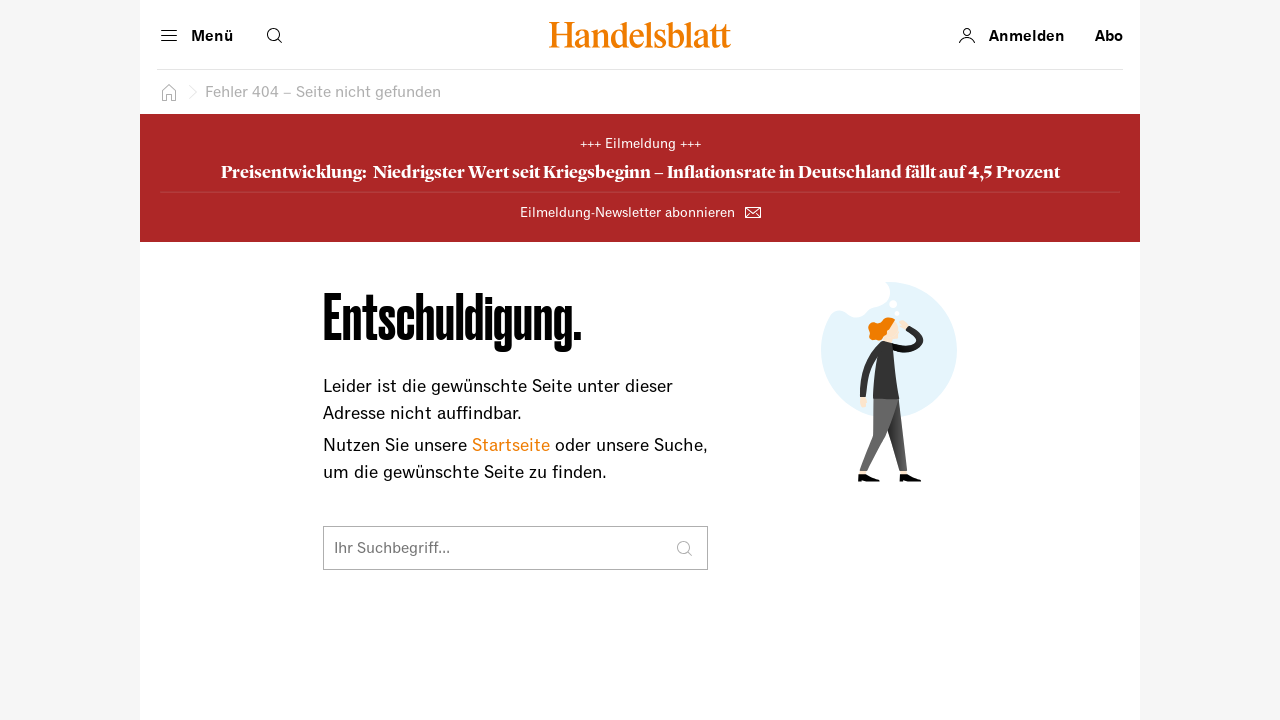 Menü
Handelsblatt
Anmelden
Abo
Fehler 404 – Seite nicht gefunden
+++ Eilmeldung +++
Preisentwicklung: Niedrigster Wert seit Kriegsbeginn – Inflationsrate in Deutschland fällt auf 4,5 Prozent
Eilmeldung-Newsletter abonnieren
Entschuldigung.
Leider ist die gewünschte Seite unter dieser
Adresse nicht auffindbar.
Nutzen Sie unsere Startseite oder unsere Suche,
um die gewünschte Seite zu finden.
Ihr Suchbegriff...